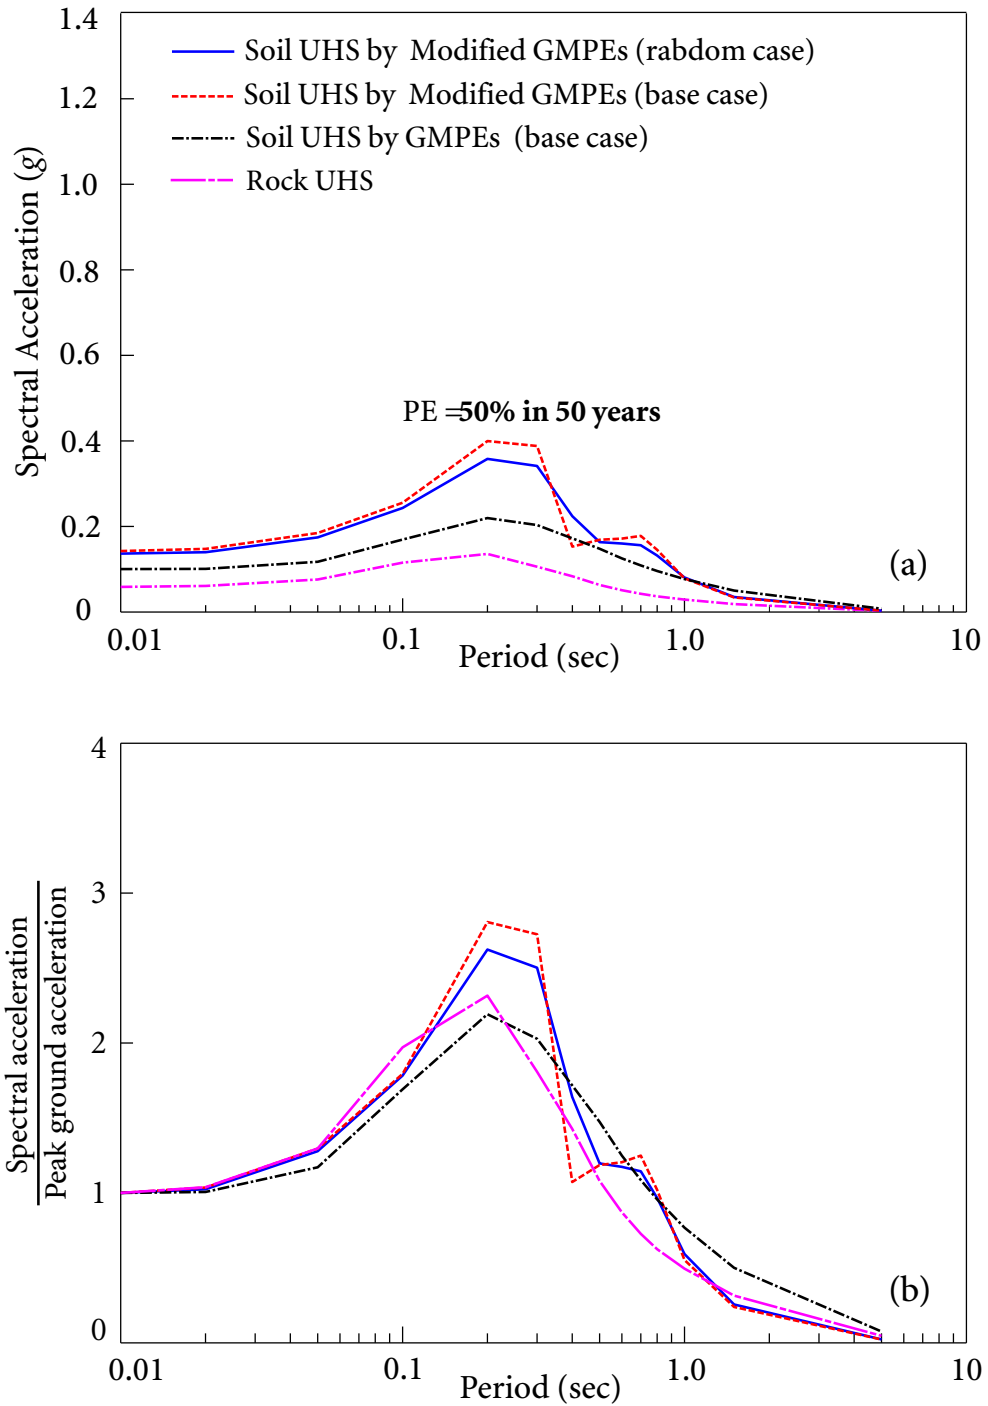 1.4
Soil UHS by Modified GMPEs (rabdom case)
1.2
Soil UHS by Modified GMPEs (base case)
Soil UHS by GMPEs (base case)
1.0
Rock UHS
0.8
0.6
0.4
0.2
0
Spectral Acceleration (g)
PE =50% in 50 years
(a)
0.01
0.1
1.0
10
Period (sec)
4
3
2
1
0
Spectral acceleration
Peak ground acceleration
(b)
0.01
0.1
1.0
10
Period (sec)